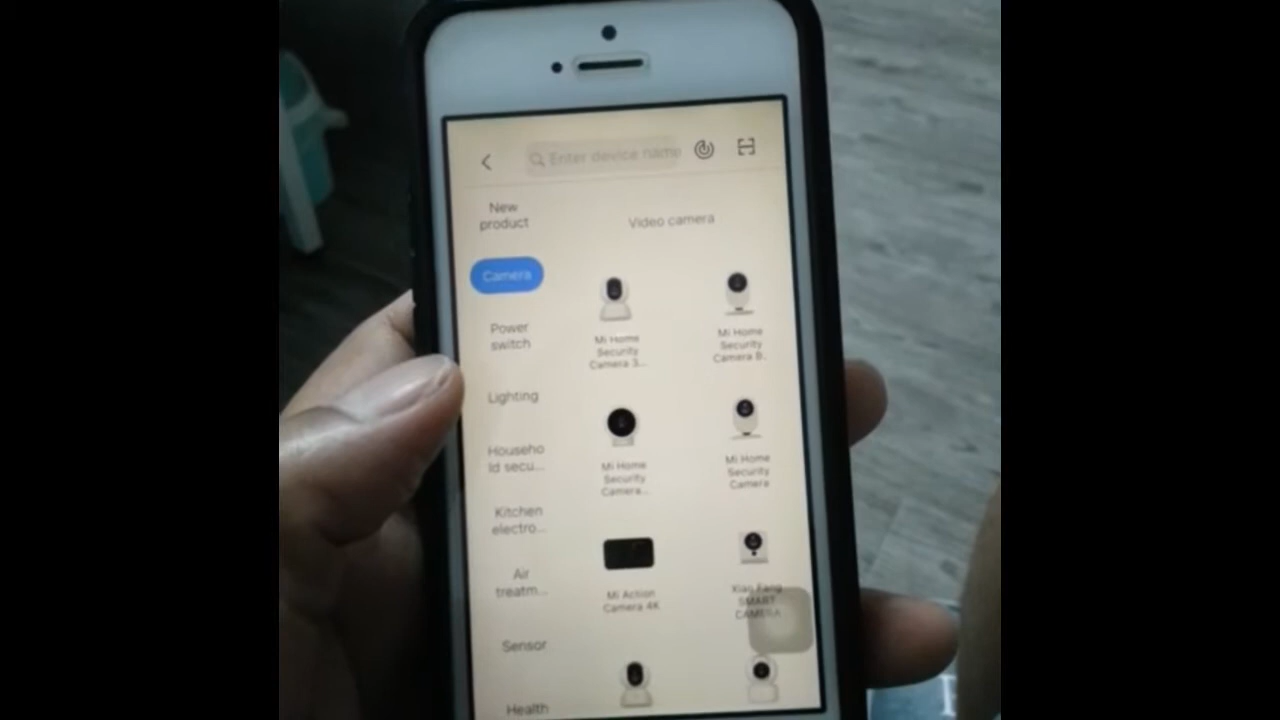 Enter device name
New
product
Video camera
Camera
Power
switch
Lighting
Househo
ld secu...
Kitchen
electro...
Air
treatm...
Sensor
Health
Mi Home
Security
Camera 3...
Mi Home
Security
Camera B..
Mi Home
Security
Camera...
Mi Home
Security
Camera
Mi Action
Camera 4K
Xiao Fang
SMART
CAMERA